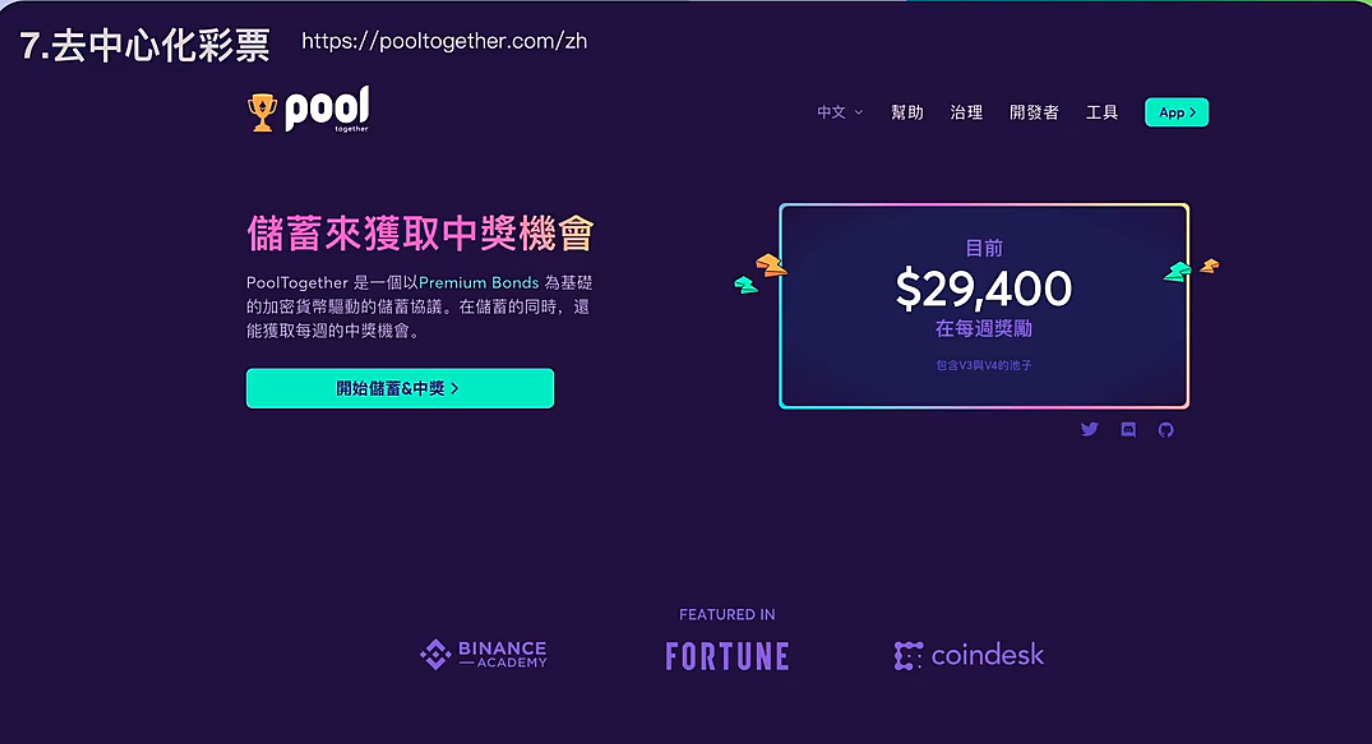 7.去中心化彩票 https://pooltogether.com/zh
pool
together
中文 幫助 治理 開發者 工具 App >
儲蓄來獲取中獎機會
PoolTogether 是一個以Premium Bonds 為基礎
的加密貨幣驅動的儲蓄協議。在儲蓄的同時，還
能獲取每週的中獎機會。
開始儲蓄&中獎 >
目前
$29,400
在每週獎勵
包含V3與V4的池子
FEATURED IN
BINANCE
ACADEMY
FORTUNE
coindesk